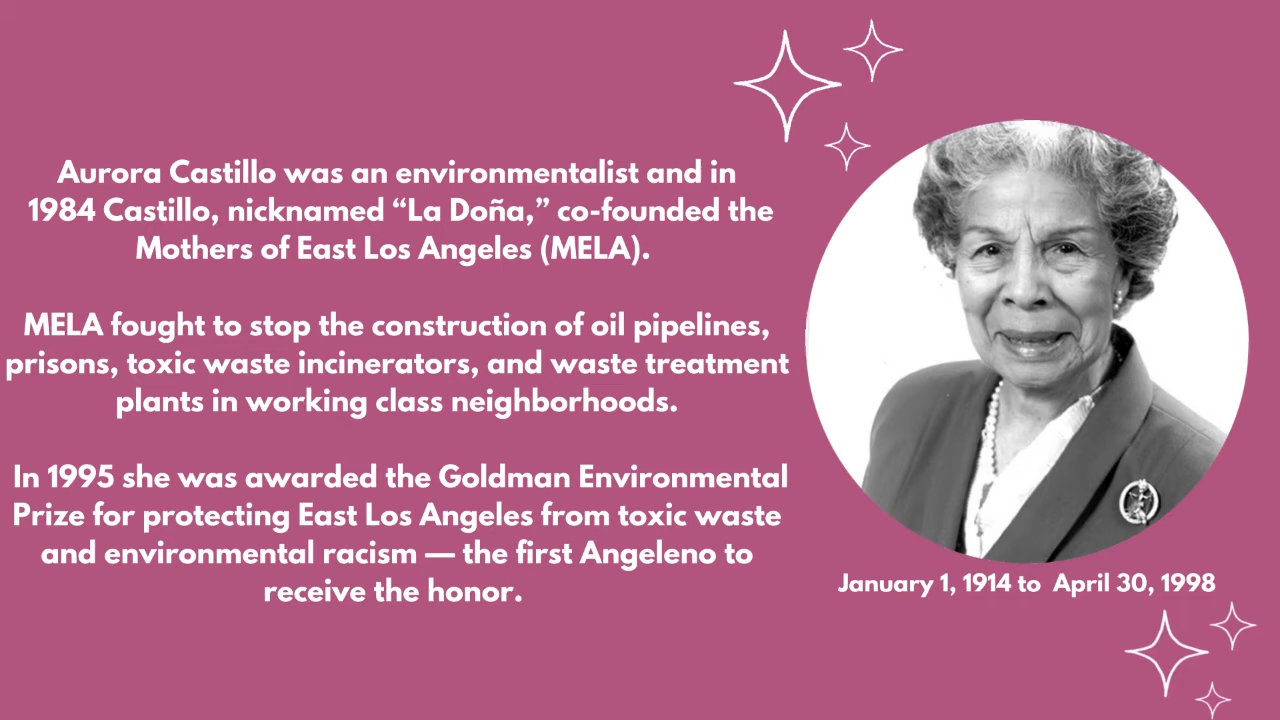 Aurora Castillo was an environmentalist and in
1984 Castillo, nicknamed “La Doña,” co-founded the
Mothers of East Los Angeles (MELA).
MELA fought to stop the construction of oil pipelines,
prisons, toxic waste incinerators, and waste treatment
plants in working class neighborhoods.
In 1995 she was awarded the Goldman Environmental
Prize for protecting East Los Angeles from toxic waste
and environmental racism — the first Angeleno to
receive the honor.
January 1, 1914 to  April 30, 1998